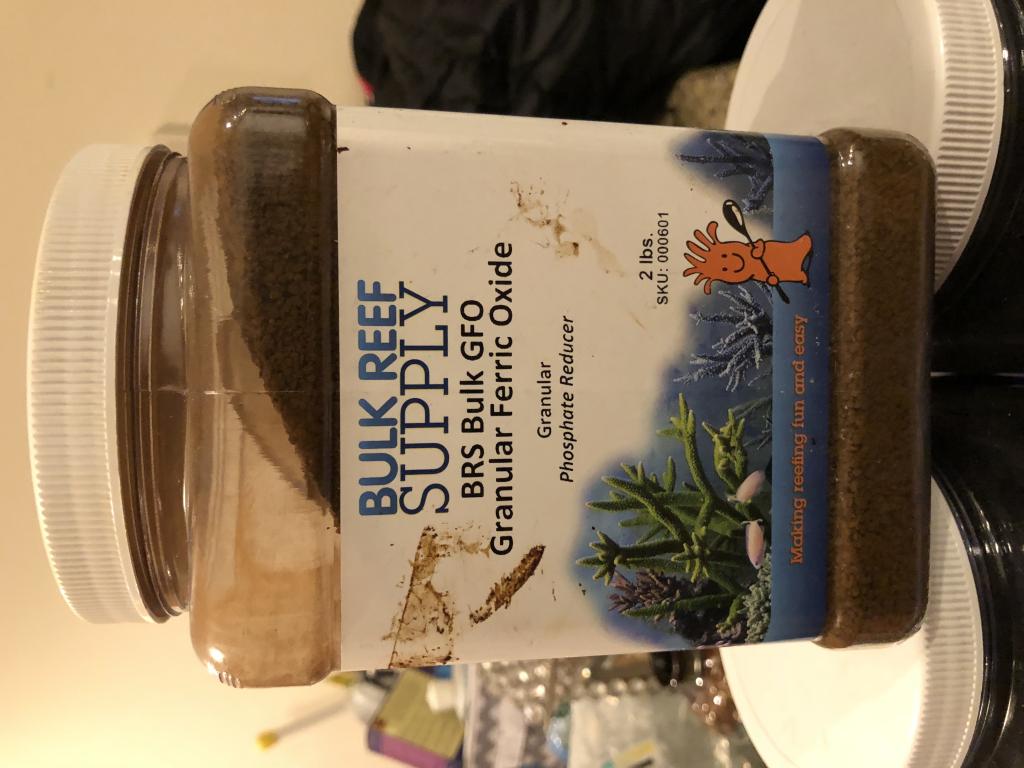 BULK REEF
SUPPLY
BRS Bulk GFO
Granular Ferric Oxide
Granular
Phosphate Reducer
2 lbs.
SKU: 000601
Making reefing fun and easy